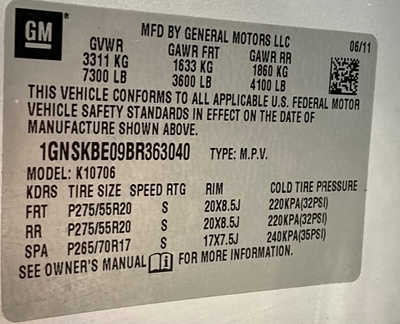 GM
MFD BY GENERAL MOTORS LLC
GVWR GAWR FRT GAWR RR 06/11
3311 KG 1633 KG 1860 KG
7300 LB 3600 LB 4100 LB
THIS VEHICLE CONFORMS TO ALL APPLICABLE U.S. FEDERAL MOTOR
VEHICLE SAFETY STANDARDS IN EFFECT ON THE DATE OF
MANUFACTURE SHOWN ABOVE.
1GNSKBE09BR363040 TYPE: M.P.V.
MODEL: K10706
KDRS TIRE SIZE SPEED RTG RIM COLD TIRE PRESSURE
FRT P275/55R20 S 20X8.5J 220KPA(32PSI)
RR P275/55R20 S 20X8.5J 220KPA(32PSI)
SPA P265/70R17 S 17X7.5J 240KPA(35PSI)
SEE OWNER'S MANUAL i FOR MORE INFORMATION.